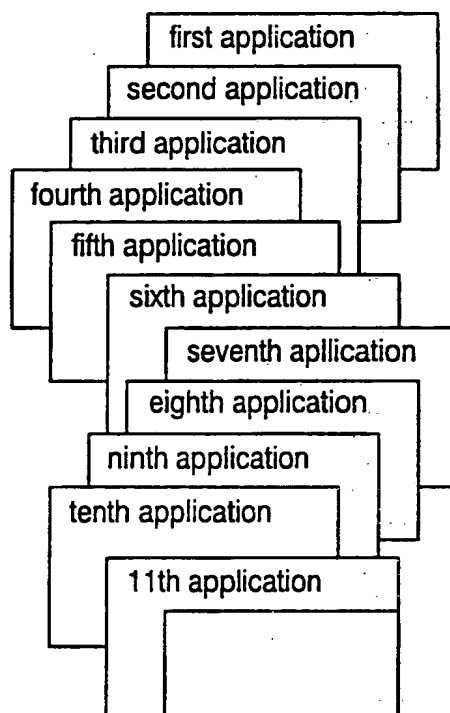 first application
second application
third application
fourth application
fifth application
sixth application
seventh apllication
eighth application
ninth application
tenth application
11th application